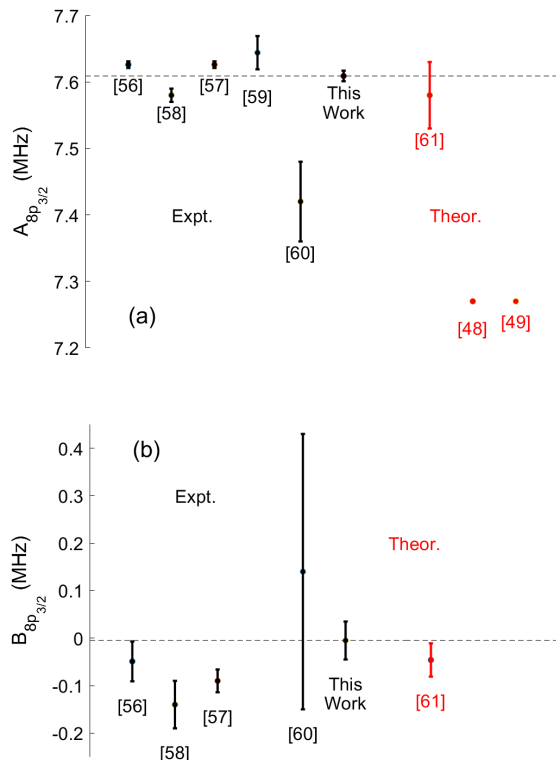 7.7
7.6
7.5
7.4
7.3
7.2
A8p3/2 (MHz)
[56]
[58]
[57]
[59]
This
Work
[61]
[60]
Expt.
Theor.
[48]
[49]
(a)
0.4
0.3
0.2
0.1
0
-0.1
-0.2
B8p3/2 (MHz)
(b)
Expt.
Theor.
[56]
[58]
[57]
[60]
This
Work
[61]